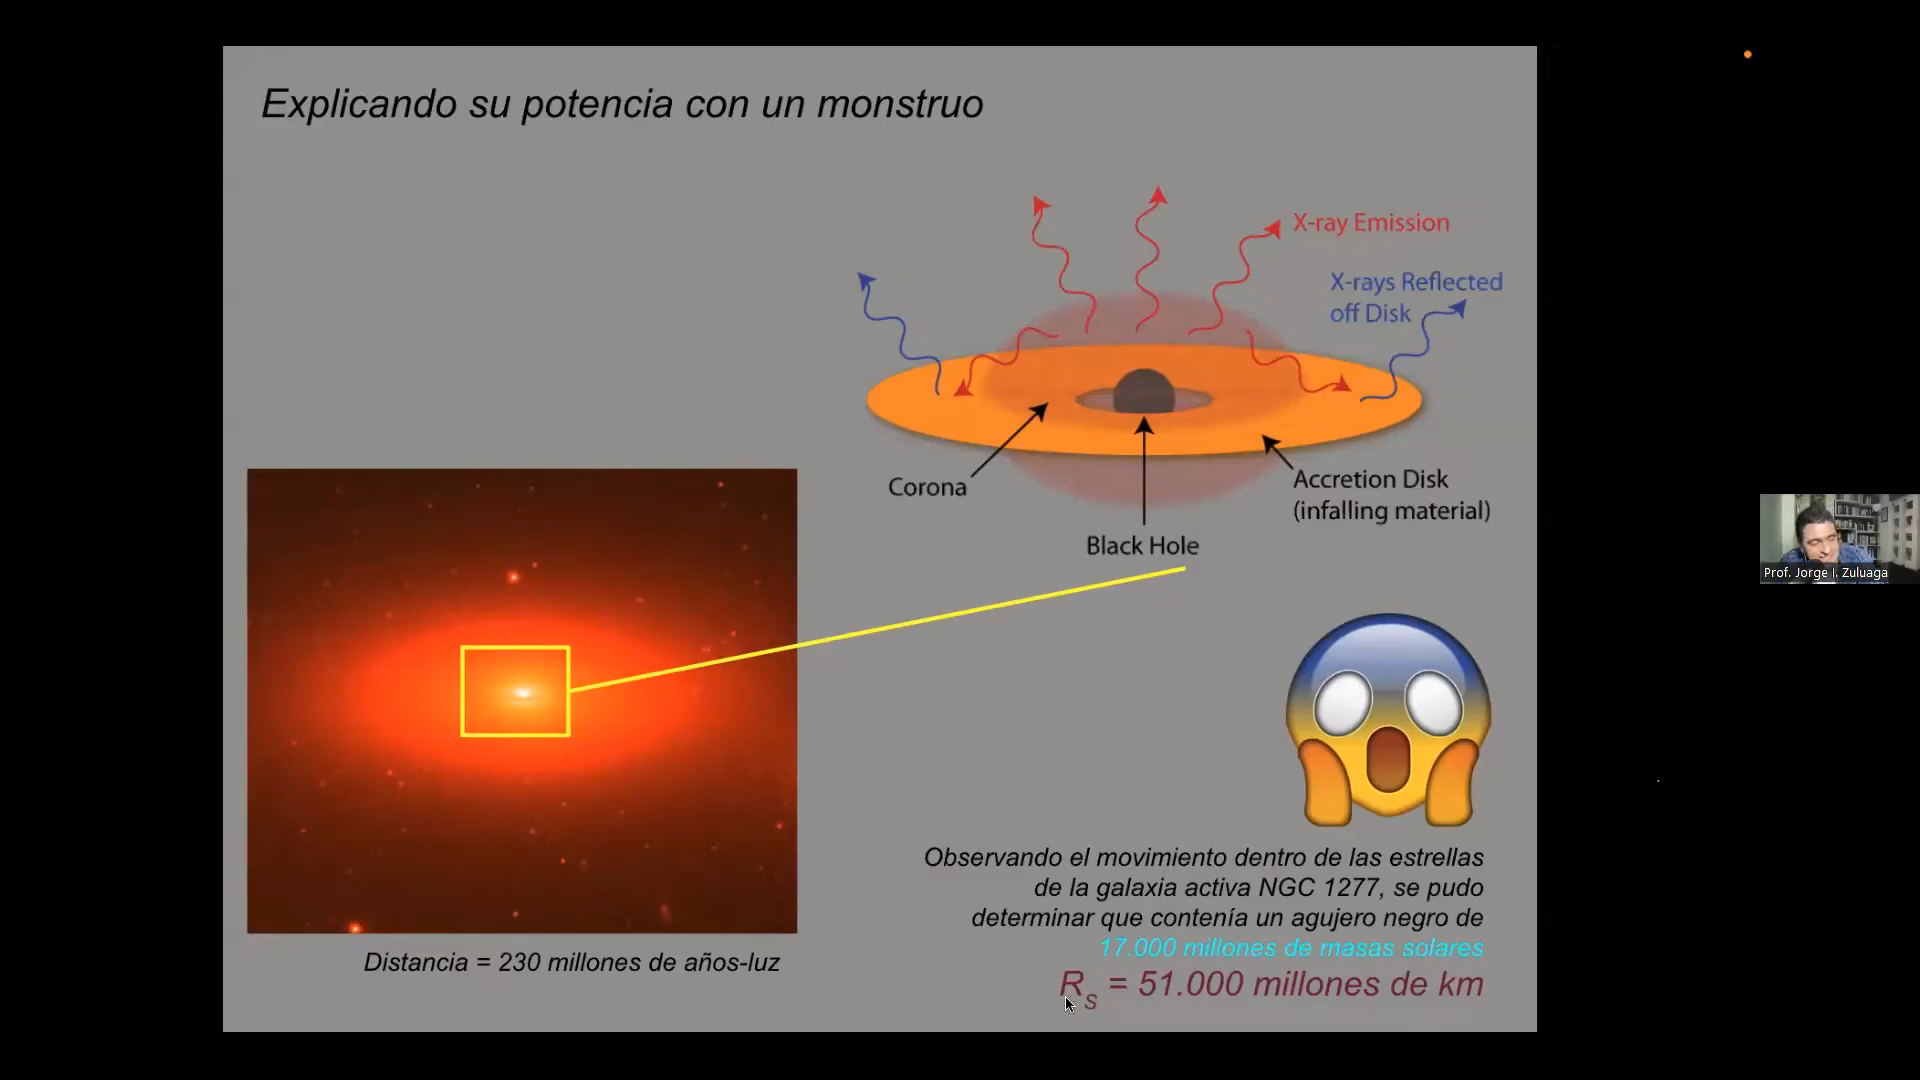 Explicando su potencia con un monstruo
X-ray Emission
X-rays Reflected
off Disk
Corona
Accretion Disk
(infalling material)
Black Hole
Prof. Jorge I. Zuluaga
Observando el movimiento dentro de las estrellas
de la galaxia activa NGC 1277, se pudo
determinar que contenía un agujero negro de
17.000 millones de masas solares
Distancia = 230 millones de años-luz
RS = 51.000 millones de km